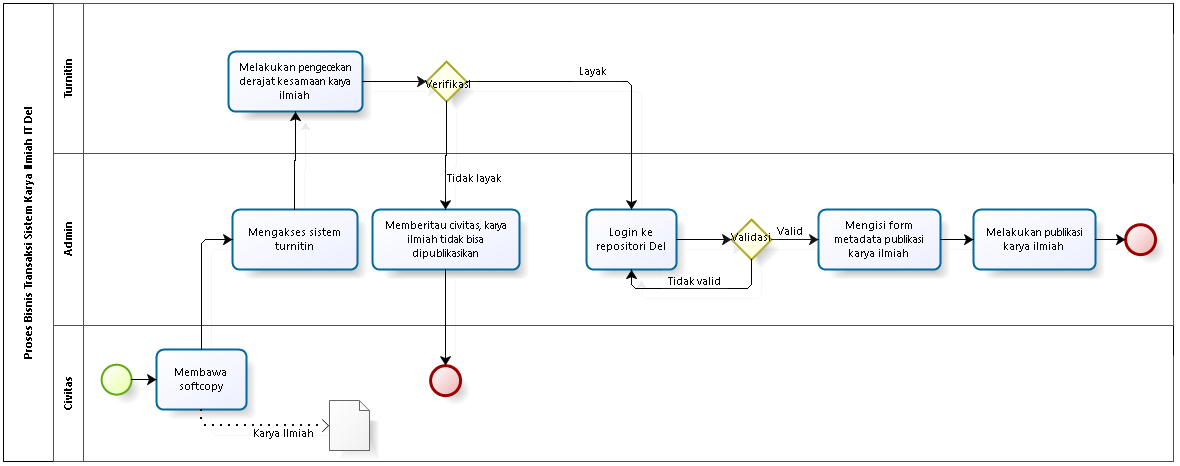 Proses Bisnis Transaksi Sistem Karya Ilmiah IT Del
Turnitin
Melakukan pengecekan
derajat kesamaan karya
ilmiah
Verifikasi
Layak
Tidak layak
Admin
Mengakses sistem
turnitin
Memberitau civitas, karya
ilmiah tidak bisa
dipublikasikan
Login ke
repositori Del
Validasi
Valid
Tidak valid
Mengisi form
metadata publikasi
karya ilmiah
Melakukan publikasi
karya ilmiah
Civitas
Membawa
softcopy
Karya Ilmiah